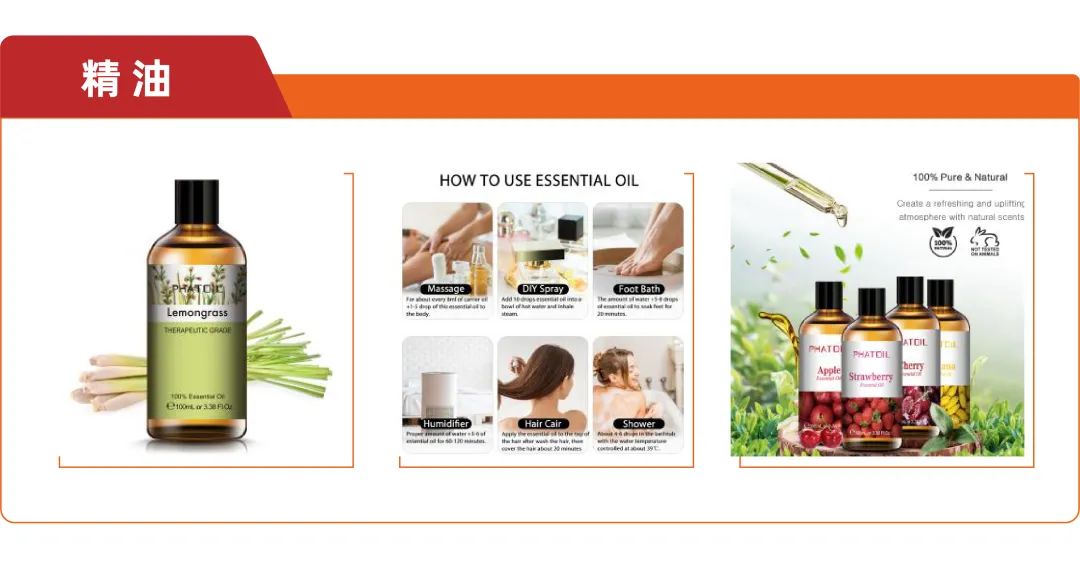 精油
PHATOIL
Lemongrass
THERAPEUTIC GRADE
100% Essential Oil
℮100mL or 3.38 Fl Oz
HOW TO USE ESSENTIAL OIL
Massage
For about every 6ml of carrier oil
+1-5 drop of this essential oil to
the body.
DIY Spray
Add 10 drops essential oil into a
bowl of hot water and inhale
steam.
Foot Bath
The amount of water +5-8 drops
of essential oil to soak feet for
20 minutes.
Humidifier
Proper amount of water +3-6 of
essential oil for 60-120 minutes.
Hair Cair
Apply the essential oil to the top of
the hair after wash the hair, then
cover the hair about 20 minutes
Shower
About 4-6 drops in the bathtub
with the water temperature
controlled at about 39℃.
100% Pure & Natural
Create a refreshing and uplifting
atmosphere with natural scents
100%
NATURAL
NOT TESTED
ON ANIMALS
PHATOI
Apple
Essential Oil
PHATOIL
Strawberry
Essential Oil
ATOIL
Cherry
Essential Oil